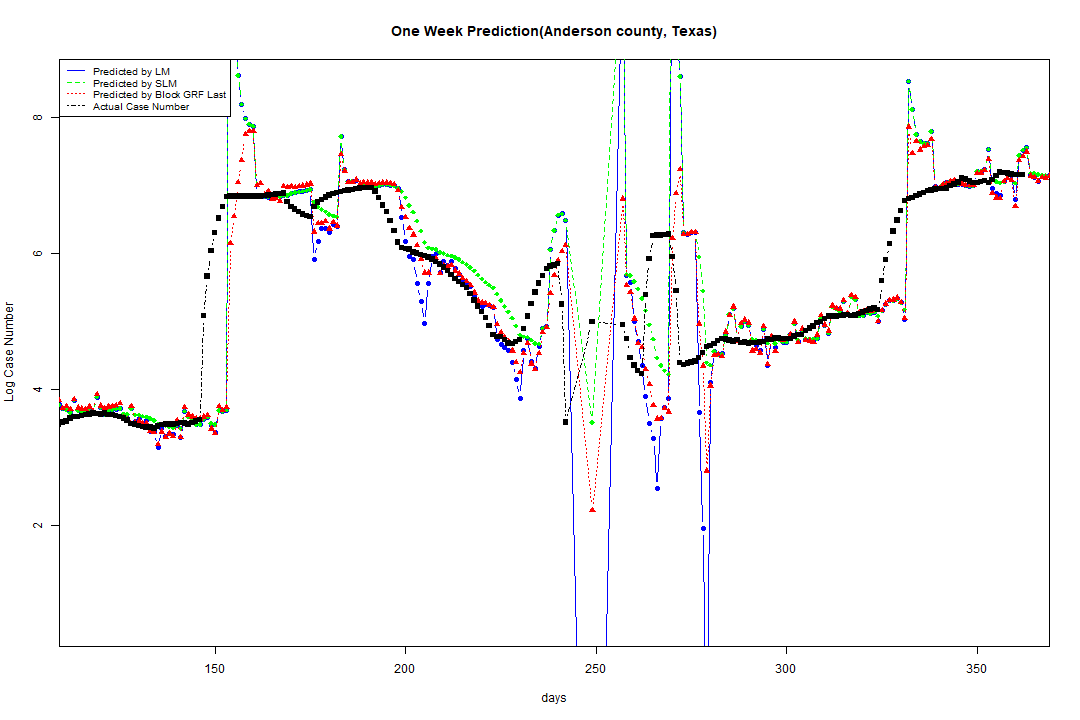 One Week Prediction(Anderson county, Texas)
Predicted by LM
Predicted by SLM
Predicted by Block GRF Last
Actual Case Number
8
6
4
2
Log Case Number
150 200 250 300 350
days